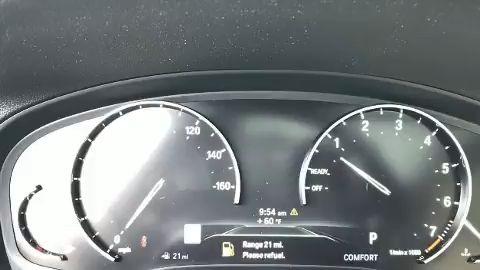 120
140
-160-
0
21 mi
9:54 am
+60 °F
Range 21 mi.
Please refuel.
1
2
3
4
5
6
7
READY
OFF
P
COMFORT
1/min x 1000